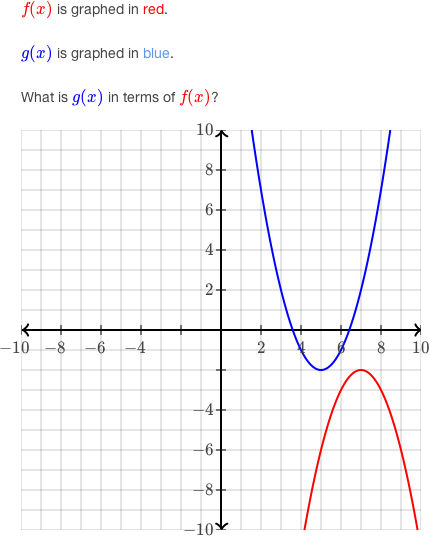 f(x) is graphed in red.
g(x) is graphed in blue.
What is g(x) in terms of f(x)?
10
8
6
4
2
−10 −8 −6 −4 2 4 6 8 10
−4
−6
−8
−10